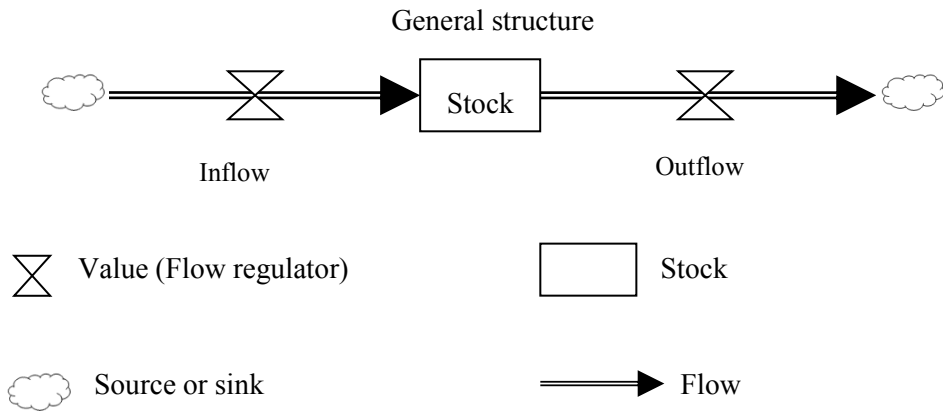 General structure
Stock
Inflow
Outflow
Value (Flow regulator)
Stock
Source or sink
Flow